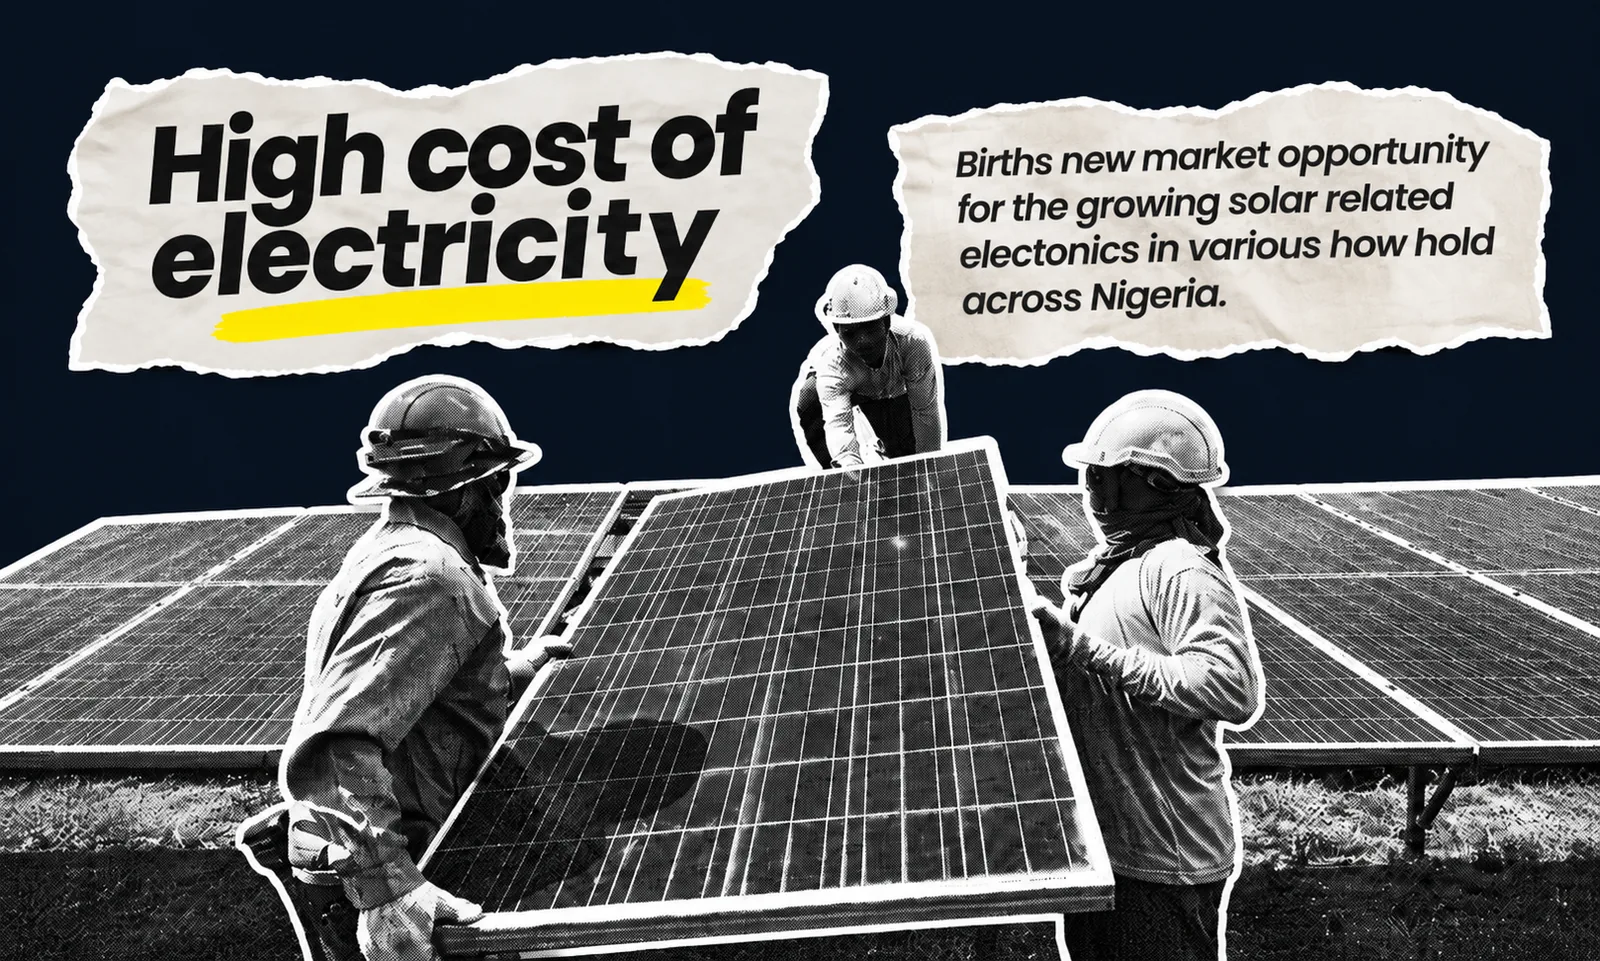 High cost of
electricity
Births new market opportunity
for the growing solar related
electonics in various how hold
across Nigeria.